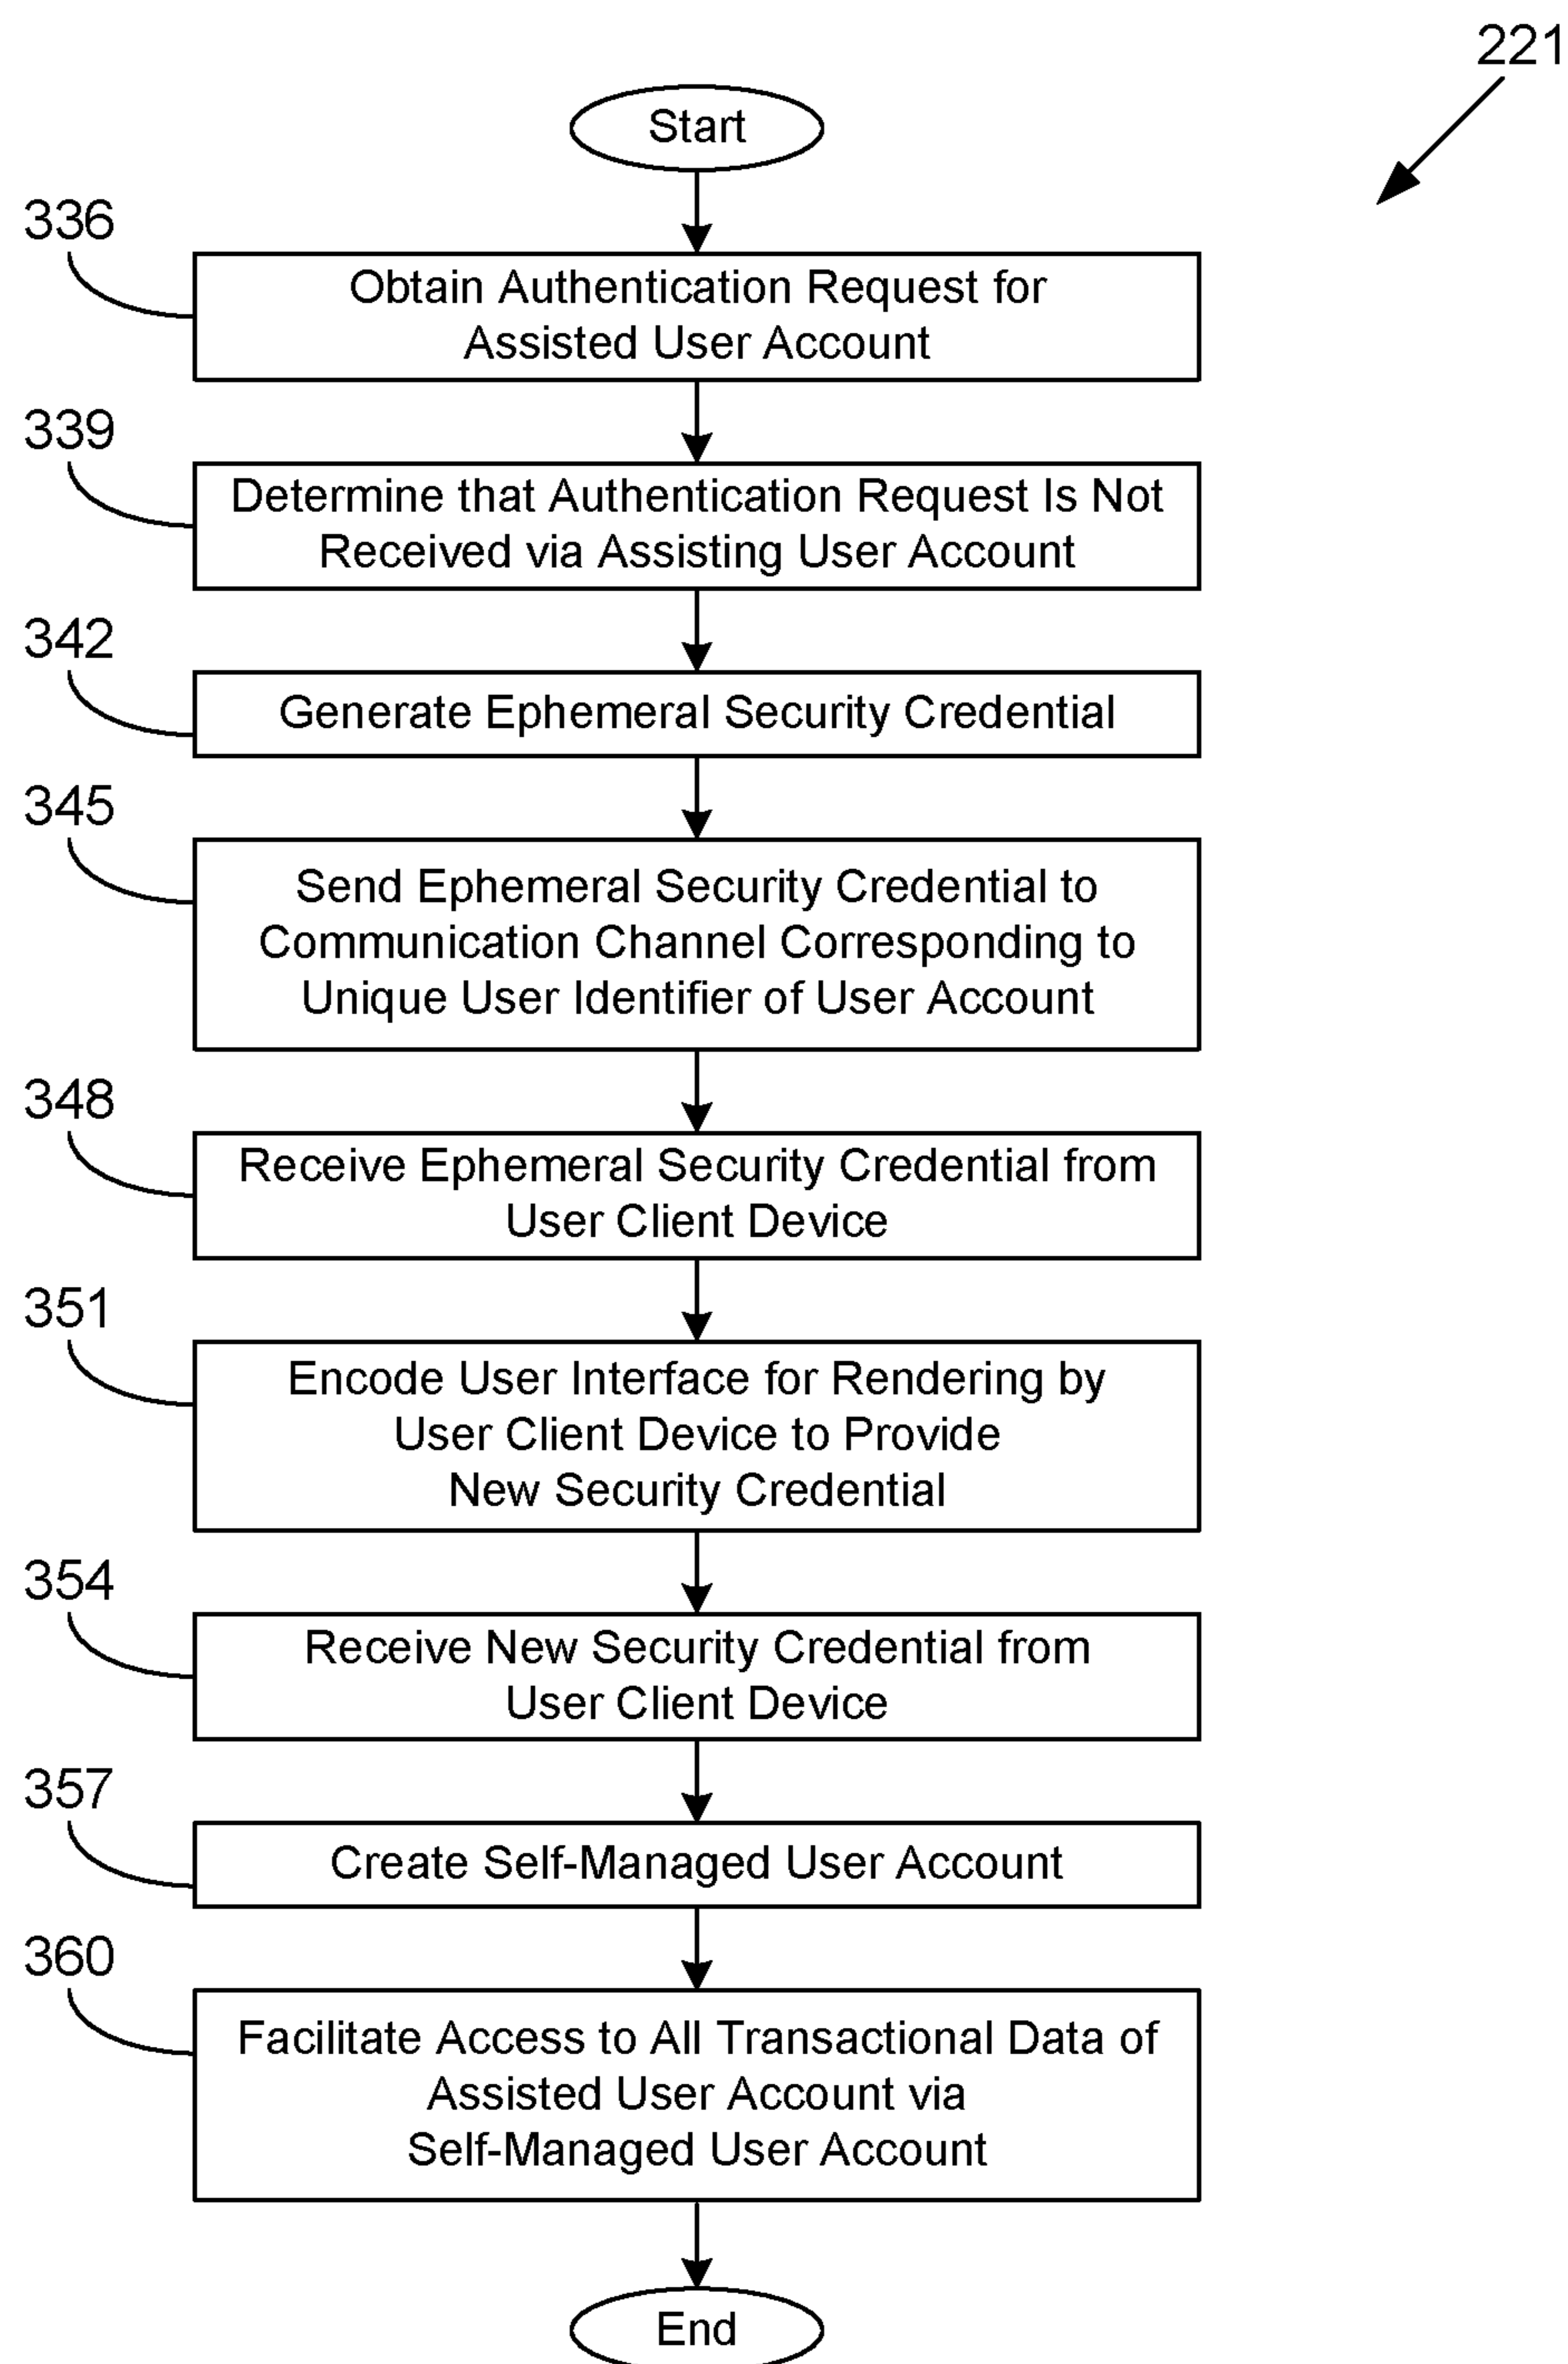 221
Start
336
Obtain Authentication Request for
Assisted User Account
339
Determine that Authentication Request Is Not
Received via Assisting User Account
342
Generate Ephemeral Security Credential
345
Send Ephemeral Security Credential to
Communication Channel Corresponding to
Unique User Identifier of User Account
348
Receive Ephemeral Security Credential from
User Client Device
351
Encode User Interface for Rendering by
User Client Device to Provide
New Security Credential
354
Receive New Security Credential from
User Client Device
357
Create Self-Managed User Account
360
Facilitate Access to All Transactional Data of
Assisted User Account via
Self-Managed User Account
End